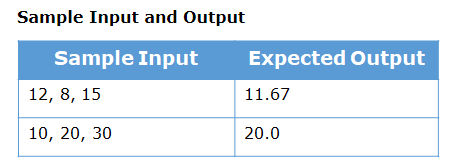 Sample Input and Output
Sample Input Expected Output
12, 8, 15 11.67
10, 20, 30 20.0